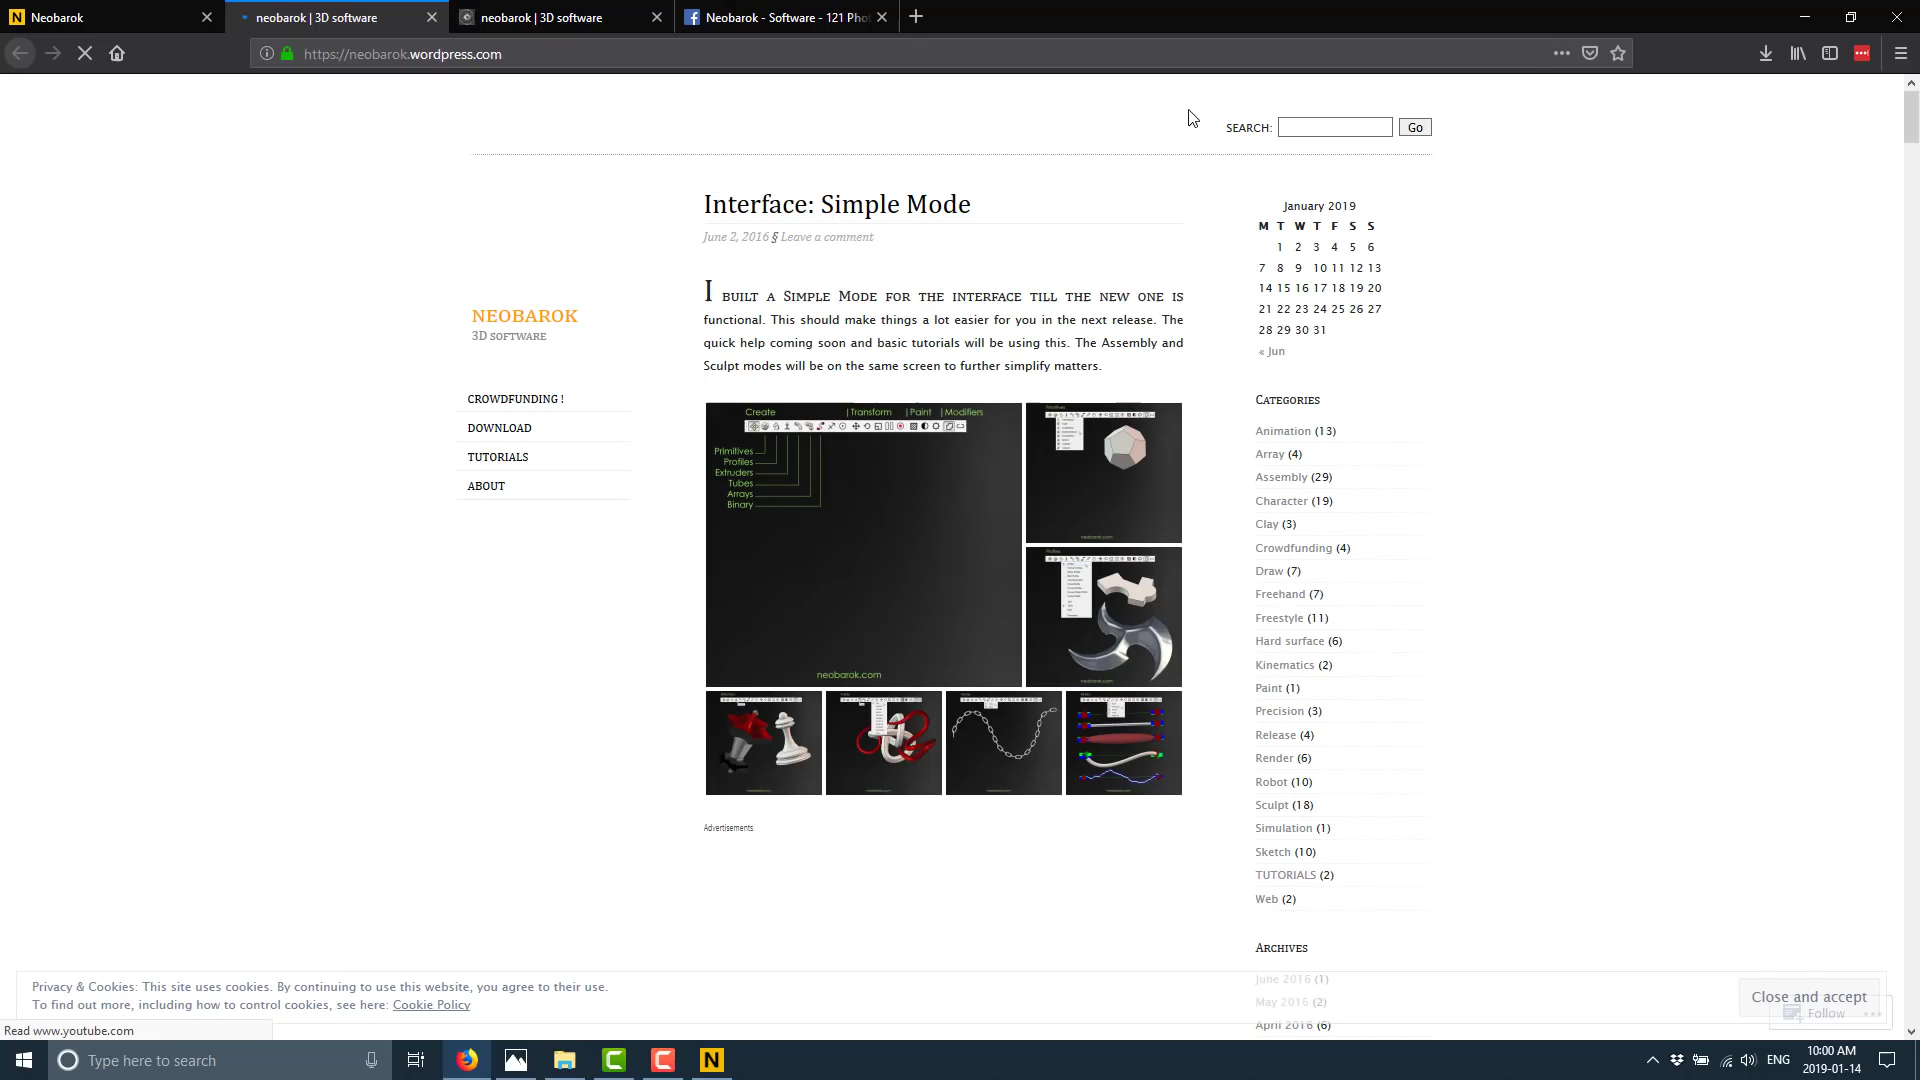 Neobarok
neobarok | 3D software
neobarok | 3D software
Neobarok - Software - 121 Pho
https://neobarok.wordpress.com
SEARCH:
Go
Interface: Simple Mode
June 2, 2016 § Leave a comment
I BUILT A SIMPLE MODE FOR THE INTERFACE TILL THE NEW ONE IS
functional. This should make things a lot easier for you in the next release. The
quick help coming soon and basic tutorials will be using this. The Assembly and
Sculpt modes will be on the same screen to further simplify matters.
NEOBAROK
3D SOFTWARE
CROWDFUNDING !
DOWNLOAD
TUTORIALS
ABOUT
Create | Transform | Paint | Modifiers
Primitives
Profiles
Extruders
Tubes
Arrays
Binary
neobarok.com
Advertisements
January 2019
M T W T F S S
1 2 3 4 5 6
7 8 9 10 11 12 13
14 15 16 17 18 19 20
21 22 23 24 25 26 27
28 29 30 31
« Jun
CATEGORIES
Animation (13)
Array (4)
Assembly (29)
Character (19)
Clay (3)
Crowdfunding (4)
Draw (7)
Freehand (7)
Freestyle (11)
Hard surface (6)
Kinematics (2)
Paint (1)
Precision (3)
Release (4)
Render (6)
Robot (10)
Sculpt (18)
Simulation (1)
Sketch (10)
TUTORIALS (2)
Web (2)
ARCHIVES
June 2016 (1)
May 2016 (2)
April 2016 (6)
Privacy & Cookies: This site uses cookies. By continuing to use this website, you agree to their use.
To find out more, including how to control cookies, see here: Cookie Policy
Close and accept
Follow
Read www.youtube.com
Type here to search
ENG
10:00 AM
2019-01-14